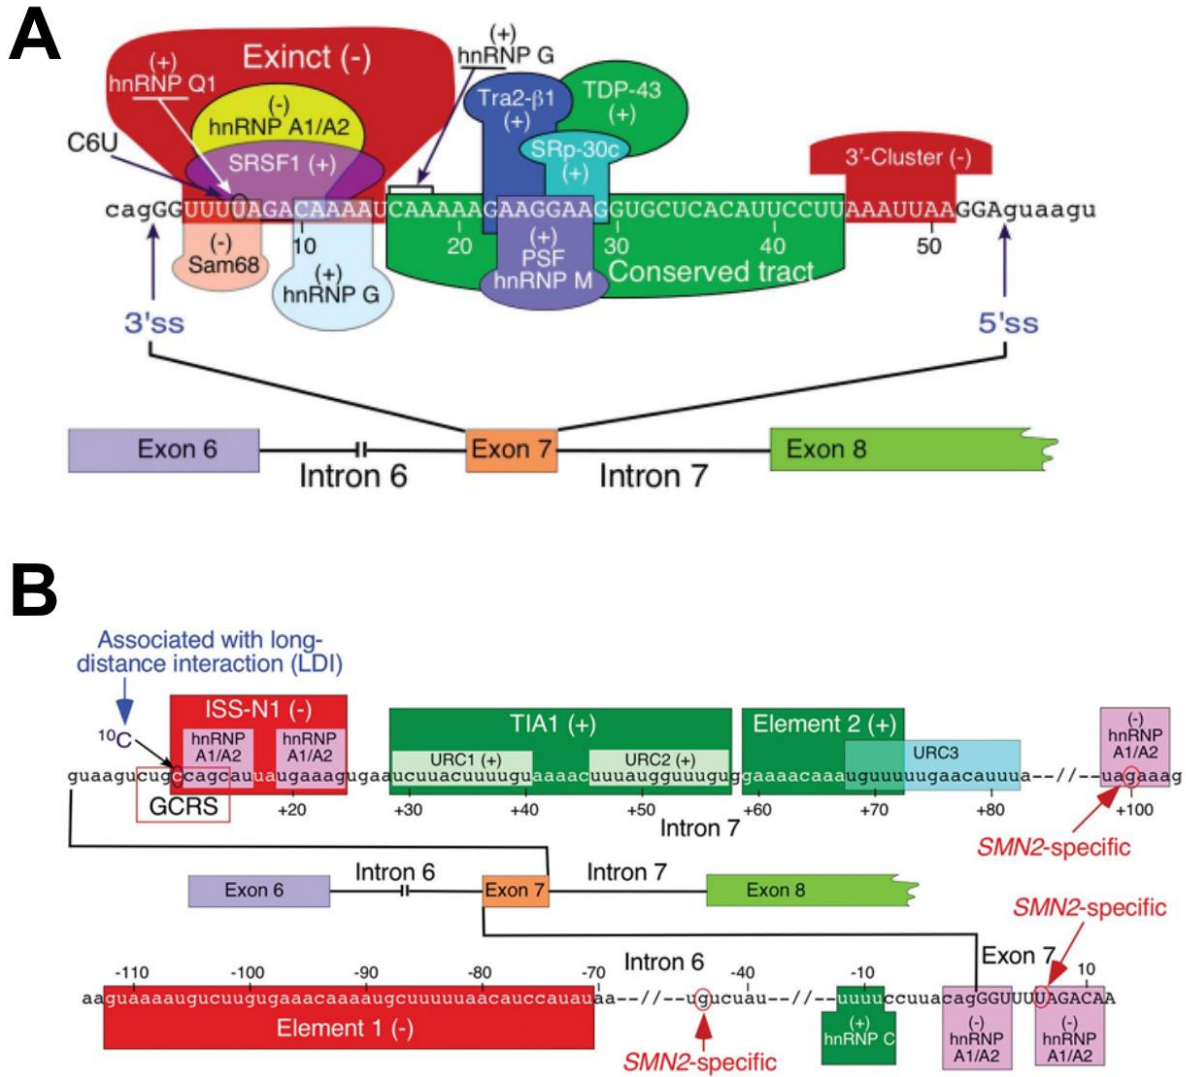 A
Exinct (-)
(+)
hnRNP Q1
(-)
hnRNP A1/A2
SRSF1 (+)
C6U
(+)
hnRNP G
Tra2-β1
(+)
TDP-43
(+)
SRp-30c
(+)
3'-Cluster (-)
cagGGUUUUAGACAAAAUCAAAAAGAAGGAAGGUGCUCACAUUCCUUAAAUUAAGGAguaagu
10 20 30 40 50
(-)
Sam68
(+)
hnRNP G
(+)
PSF
hnRNP M
Conserved tract
3'ss
5'ss
Exon 6
Intron 6
Exon 7
Intron 7
Exon 8
B
Associated with long-
distance interaction (LDI)
10C
ISS-N1 (-)
hnRNP
A1/A2
hnRNP
A1/A2
TIA1 (+)
URC1 (+)
URC2 (+)
Element 2 (+)
URC3
(-)
hnRNP
A1/A2
guaagucugccagcauuaugaaagugaaucuuacuuuuguaaaacuuuaugguuuguggaaaacaaauguuuuugaacauuua--//--uagaaag
GCRS
+20 +30 +40 +50 +60 +70 +80 +100
Intron 7
SMN2-specific
Exon 6
Intron 6
Exon 7
Intron 7
Exon 8
SMN2-specific
-110 -100 -90 -80 -70 Intron 6 -40 -10 Exon 7 10
aaguaaaaugucuugugaaacaaaaugcuuuuuaacauccauauaa--//--ugucuau--//--uuuuccuuacagGGUUUUAGACAA
Element 1 (-)
SMN2-specific
(+)
hnRNP C
(-)
hnRNP
A1/A2
(-)
hnRNP
A1/A2